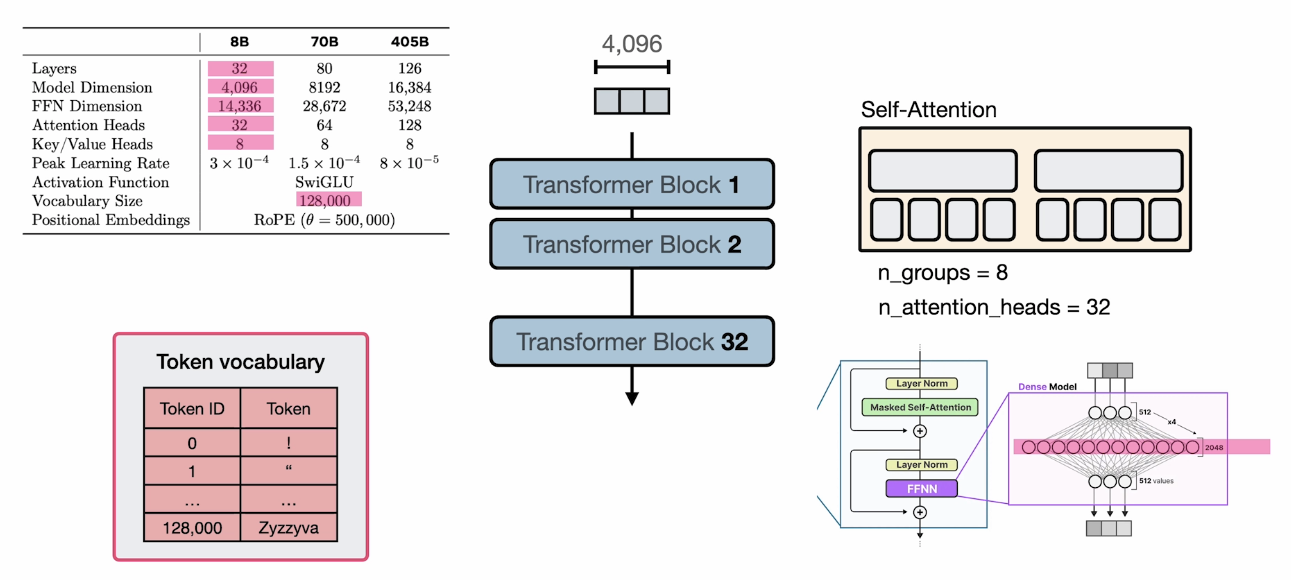 8B 70B 405B
Layers 32 80 126
Model Dimension 4,096 8192 16,384
FFN Dimension 14,336 28,672 53,248
Attention Heads 32 64 128
Key/Value Heads 8 8 8
Peak Learning Rate 3 × 10⁻⁴ 1.5 × 10⁻⁴ 8 × 10⁻⁵
Activation Function SwiGLU
Vocabulary Size 128,000
Positional Embeddings RoPE (θ = 500,000)
4,096
Transformer Block 1
Transformer Block 2
Transformer Block 32
Self-Attention
n_groups = 8
n_attention_heads = 32
Token vocabulary
Token ID Token
0 !
1 “
... ...
128,000 Zyzzyva
Layer Norm
Masked Self-Attention
+
Layer Norm
FFNN
+
Dense Model
512
x4
2048
512 values